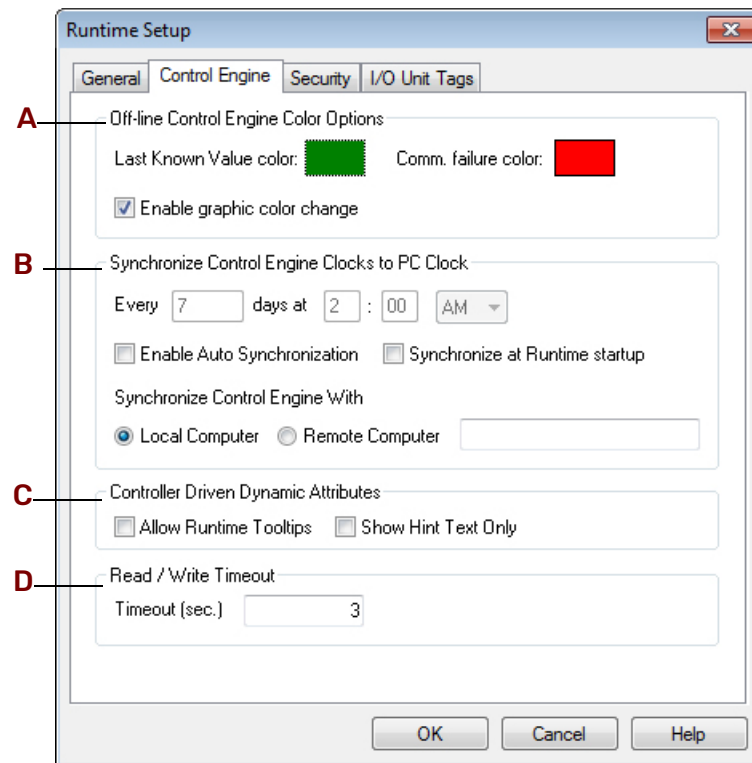 Runtime Setup
General Control Engine Security I/O Unit Tags
A
Off-line Control Engine Color Options
Last Known Value color: Comm. failure color:
Enable graphic color change
B
Synchronize Control Engine Clocks to PC Clock
Every 7 days at 2 : 00 AM
Enable Auto Synchronization Synchronize at Runtime startup
Synchronize Control Engine With
Local Computer Remote Computer
C
Controller Driven Dynamic Attributes
Allow Runtime Tooltips Show Hint Text Only
D
Read / Write Timeout
Timeout (sec.) 3
OK Cancel Help